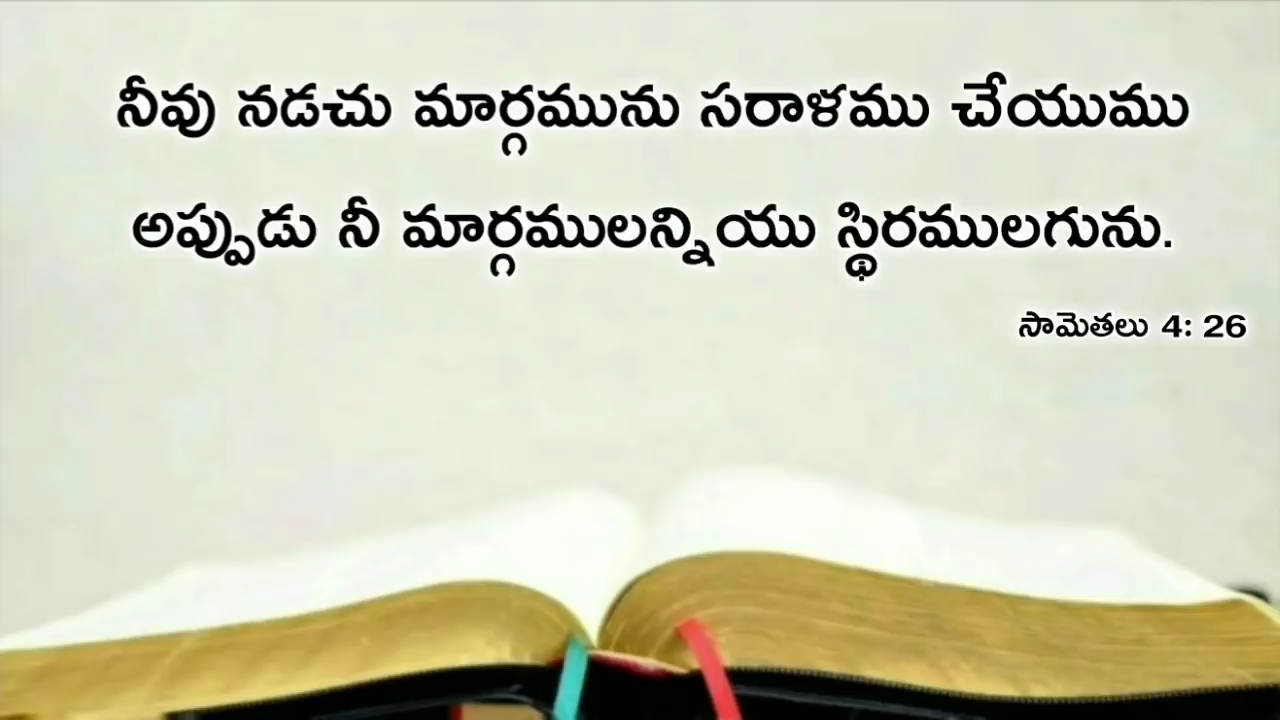 నీవు నడచు మార్గమును సరాళము చేయుము
అప్పుడు నీ మార్గములన్నియు స్థిరములగును.
సామెతలు 4: 26